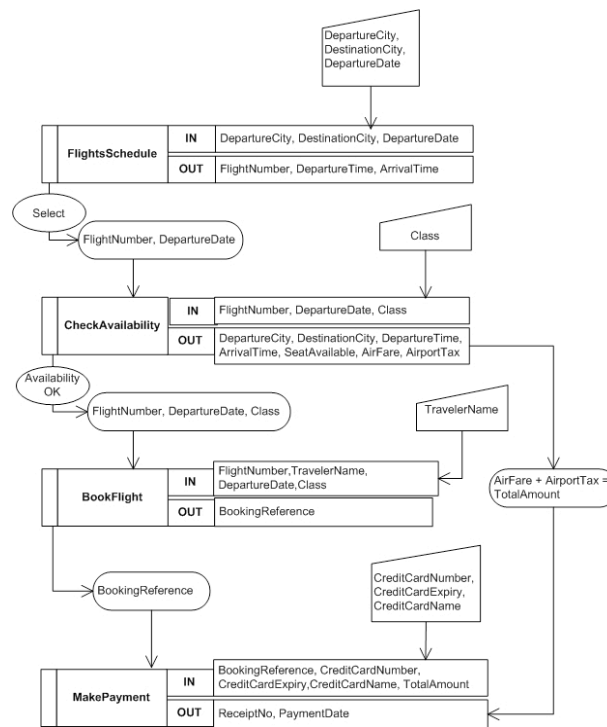 DepartureCity,
DestinationCity,
DepartureDate
FlightsSchedule
IN
DepartureCity, DestinationCity, DepartureDate
OUT
FlightNumber, DepartureTime, ArrivalTime
Select
FlightNumber, DepartureDate
Class
CheckAvailability
IN
FlightNumber, DepartureDate, Class
OUT
DepartureCity, DestinationCity, DepartureTime,
ArrivalTime, SeatAvailable, AirFare, AirportTax
Availability
OK
FlightNumber, DepartureDate, Class
TravelerName
BookFlight
IN
FlightNumber,TravelerName,
DepartureDate,Class
OUT
BookingReference
AirFare + AirportTax =
TotalAmount
BookingReference
CreditCardNumber,
CreditCardExpiry,
CreditCardName
MakePayment
IN
BookingReference, CreditCardNumber,
CreditCardExpiry,CreditCardName, TotalAmount
OUT
ReceiptNo, PaymentDate